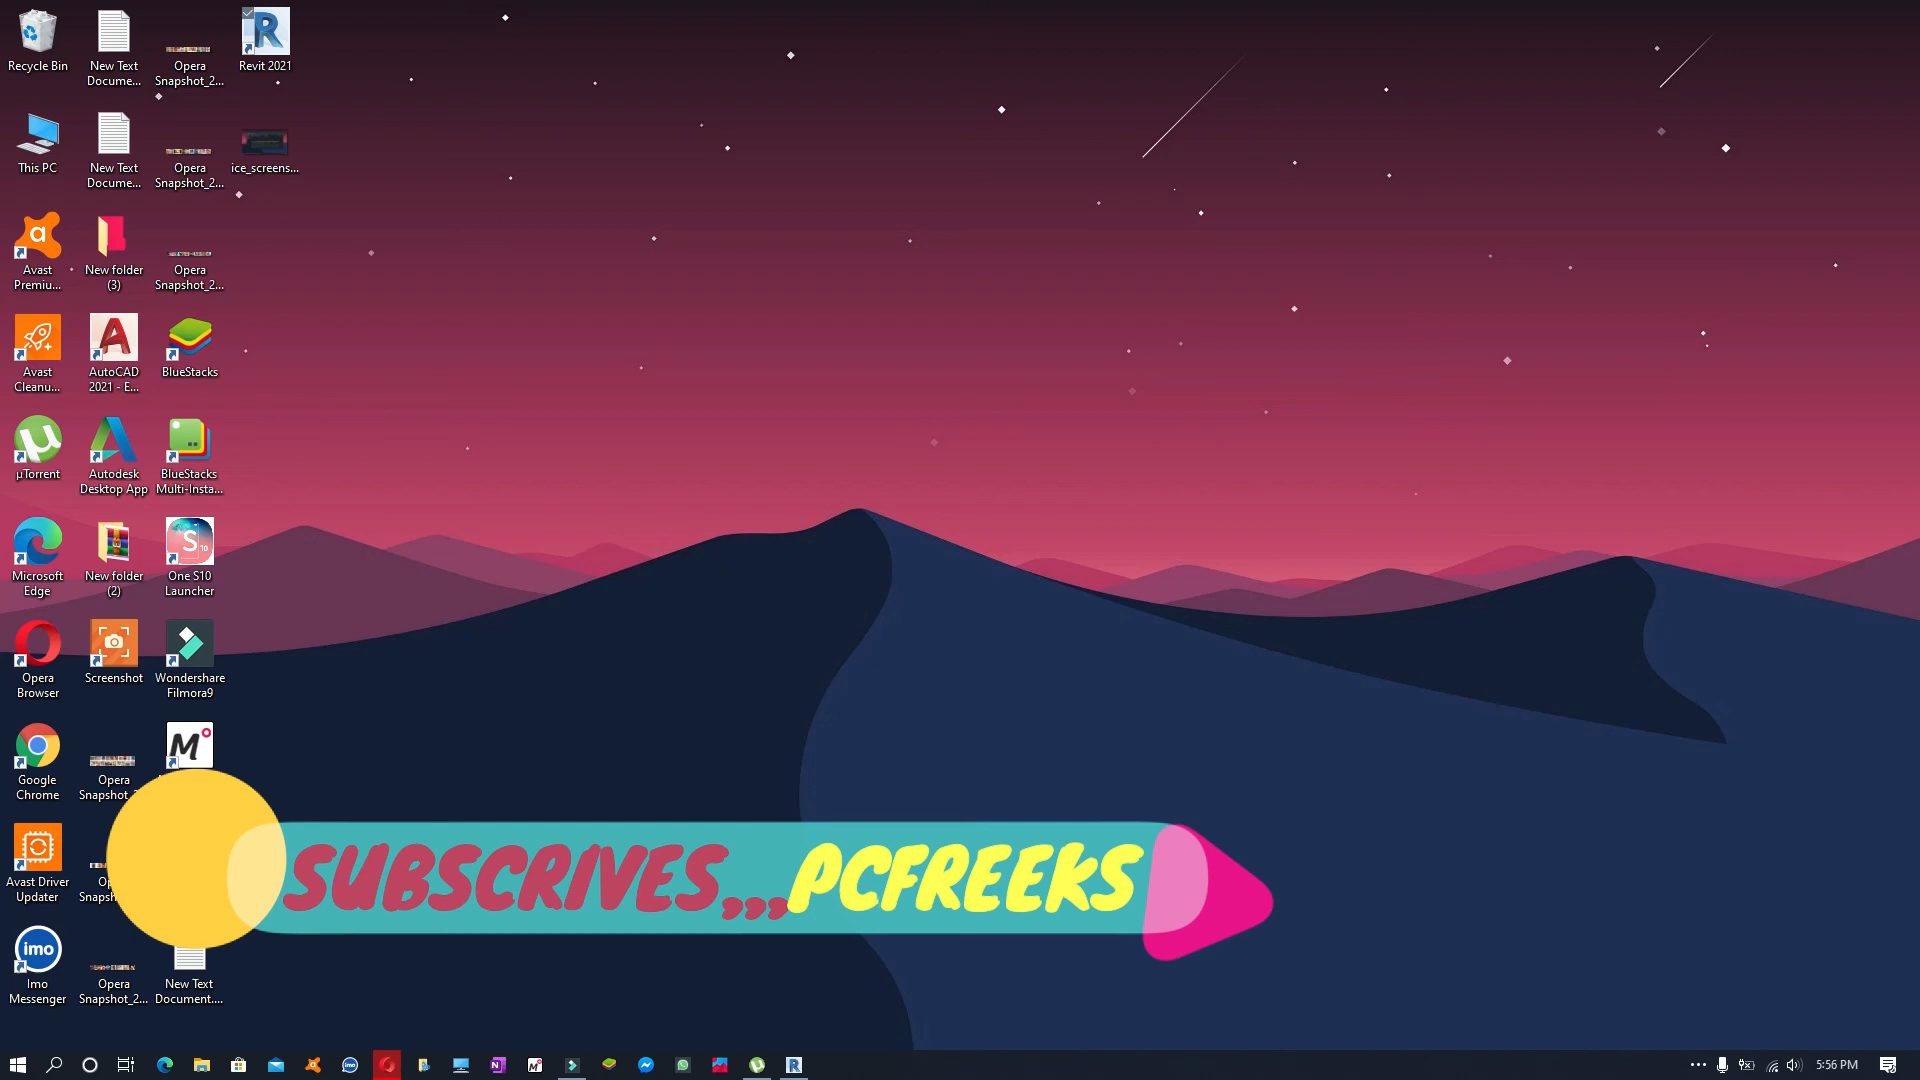 Recycle Bin
New Text
Docume...
Opera
Snapshot_2...
Revit 2021
This PC
New Text
Docume...
Opera
Snapshot_2...
ice_screens...
Avast
Premiu...
New folder
(3)
Opera
Snapshot_2...
Avast
Cleanu...
AutoCAD
2021 - E...
BlueStacks
µTorrent
Autodesk
Desktop App
BlueStacks
Multi-Insta...
Microsoft
Edge
New folder
(2)
One S10
Launcher
Opera
Browser
Screenshot
Wondershare
Filmora9
Google
Chrome
Opera
Avast Driver
Updater
SUBSCRIVES,,,PCFREEKS
imo
Imo
Messenger
Opera
Snapshot_2...
New Text
Document....
5:56 PM